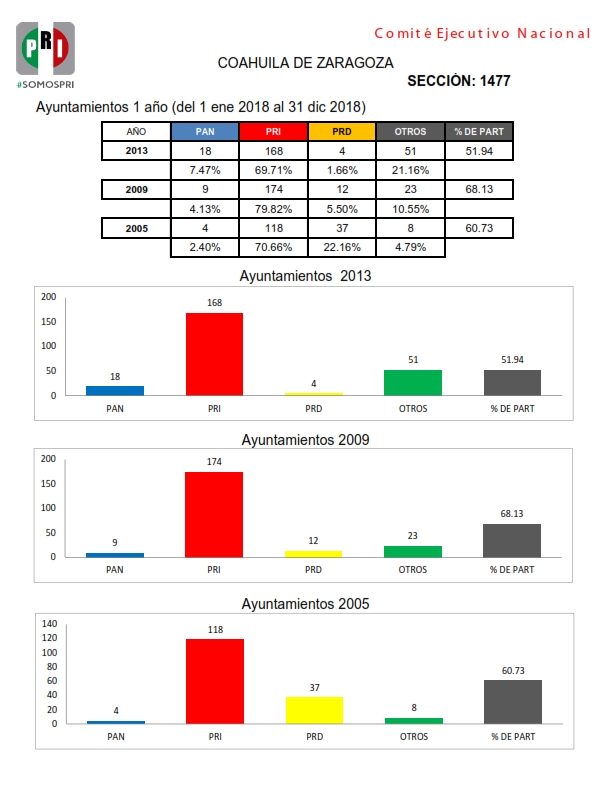 Comité Ejecutivo Nacional
PRI
#SOMOSPRI
COAHUILA DE ZARAGOZA
SECCIÓN: 1477
Ayuntamientos 1 año (del 1 ene 2018 al 31 dic 2018)
AÑO PAN PRI PRD OTROS % DE PART
2013 18 168 4 51 51.94
7.47% 69.71% 1.66% 21.16%
2009 9 174 12 23 68.13
4.13% 79.82% 5.50% 10.55%
2005 4 118 37 8 60.73
2.40% 70.66% 22.16% 4.79%
Ayuntamientos 2013
200
150
100
50
0
18 168 4 51 51.94
PAN PRI PRD OTROS % DE PART
Ayuntamientos 2009
200
150
100
50
0
9 174 12 23 68.13
PAN PRI PRD OTROS % DE PART
Ayuntamientos 2005
140
120
100
80
60
40
20
0
4 118 37 8 60.73
PAN PRI PRD OTROS % DE PART